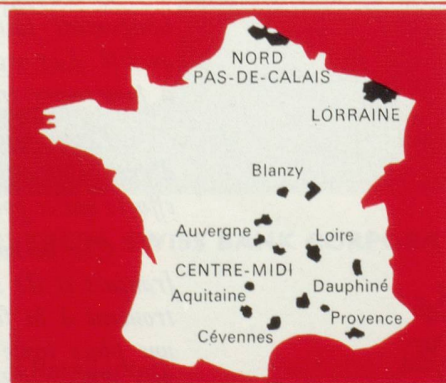 NORD
PAS-DE-CALAIS
LORRAINE
Blanzy
Auvergne
Loire
CENTRE-MIDI
Dauphiné
Aquitaine
Provence
Cévennes